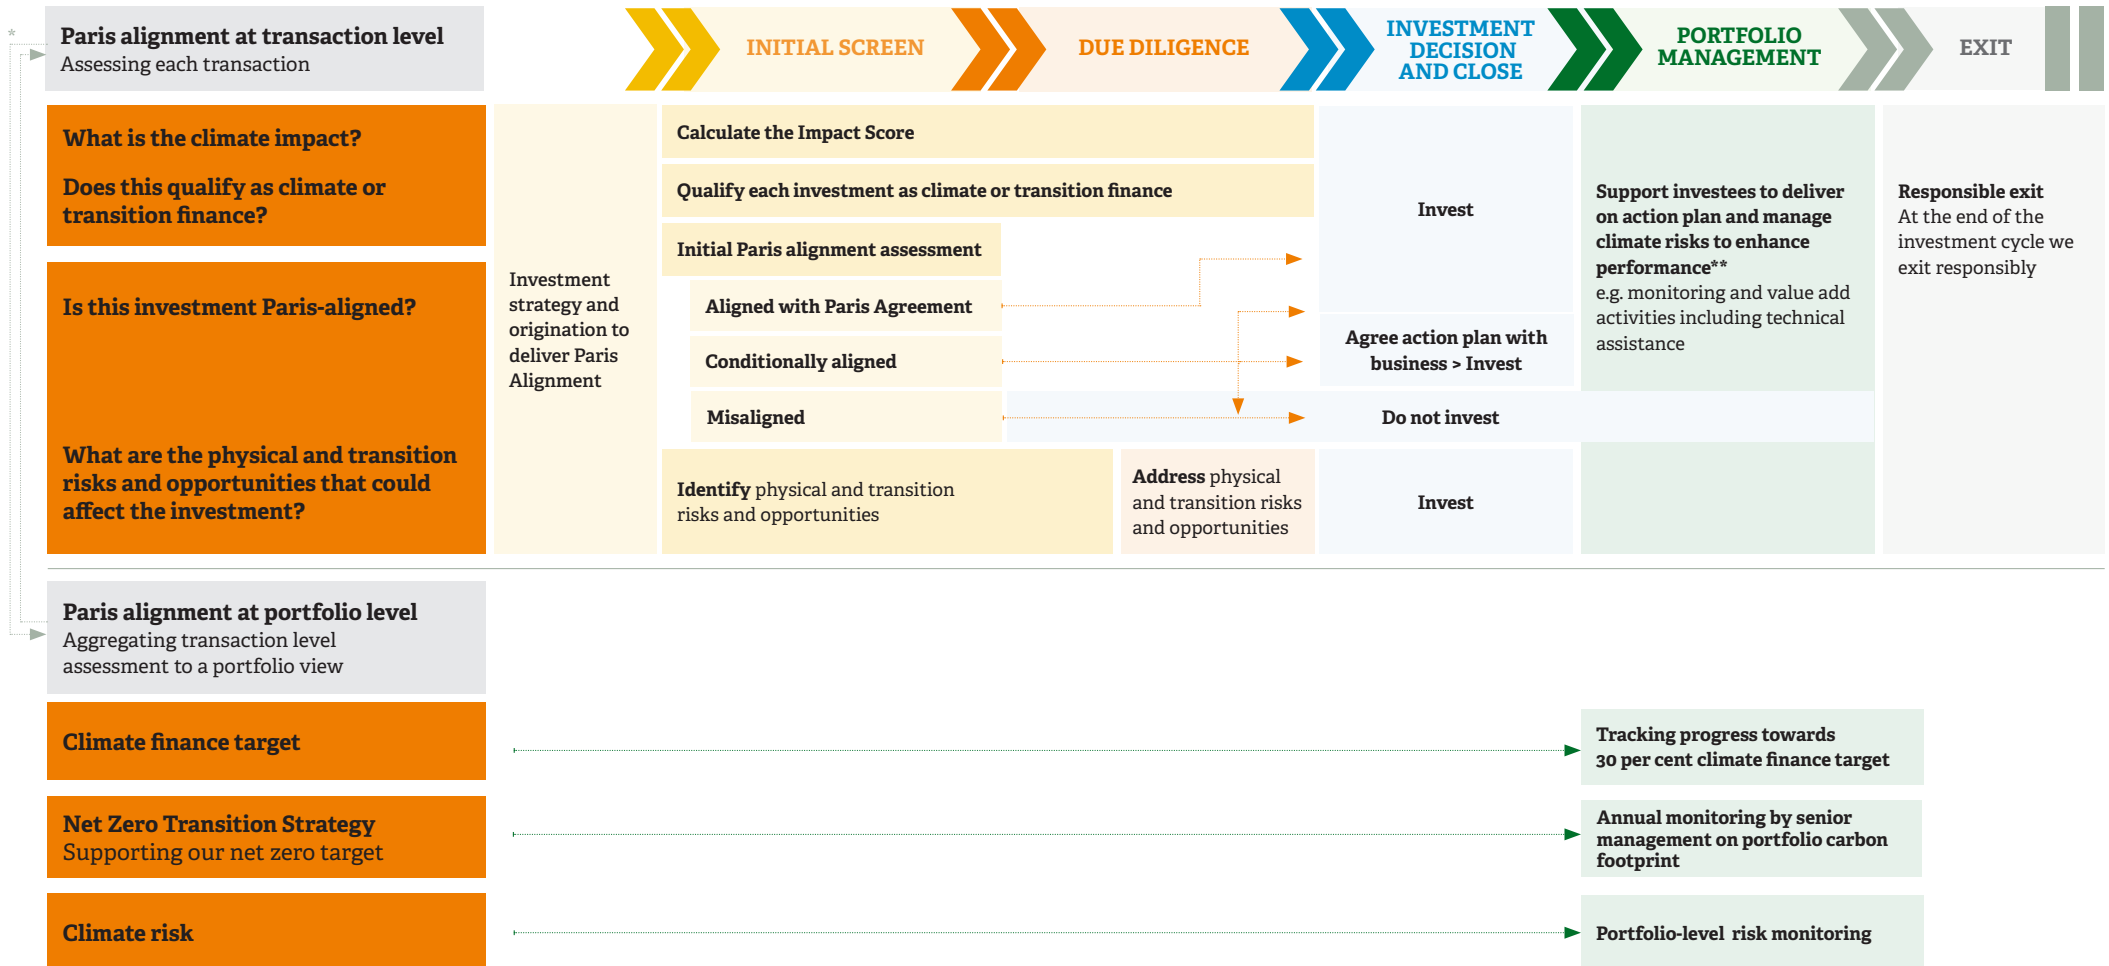 *
Paris alignment at transaction level
Assessing each transaction
INITIAL SCREEN
DUE DILIGENCE
INVESTMENT
DECISION
AND CLOSE
PORTFOLIO
MANAGEMENT
EXIT
What is the climate impact?
Does this qualify as climate or
transition finance?
Is this investment Paris-aligned?
What are the physical and transition
risks and opportunities that could
affect the investment?
Investment
strategy and
origination to
deliver Paris
Alignment
Calculate the Impact Score
Qualify each investment as climate or transition finance
Initial Paris alignment assessment
Aligned with Paris Agreement
Conditionally aligned
Misaligned
Identify physical and transition
risks and opportunities
Address physical
and transition risks
and opportunities
Invest
Agree action plan with
business > Invest
Do not invest
Invest
Support investees to deliver
on action plan and manage
climate risks to enhance
performance**
e.g. monitoring and value add
activities including technical
assistance
Responsible exit
At the end of the
investment cycle we
exit responsibly
Paris alignment at portfolio level
Aggregating transaction level
assessment to a portfolio view
Climate finance target
Tracking progress towards
30 per cent climate finance target
Net Zero Transition Strategy
Supporting our net zero target
Annual monitoring by senior
management on portfolio carbon
footprint
Climate risk
Portfolio-level risk monitoring